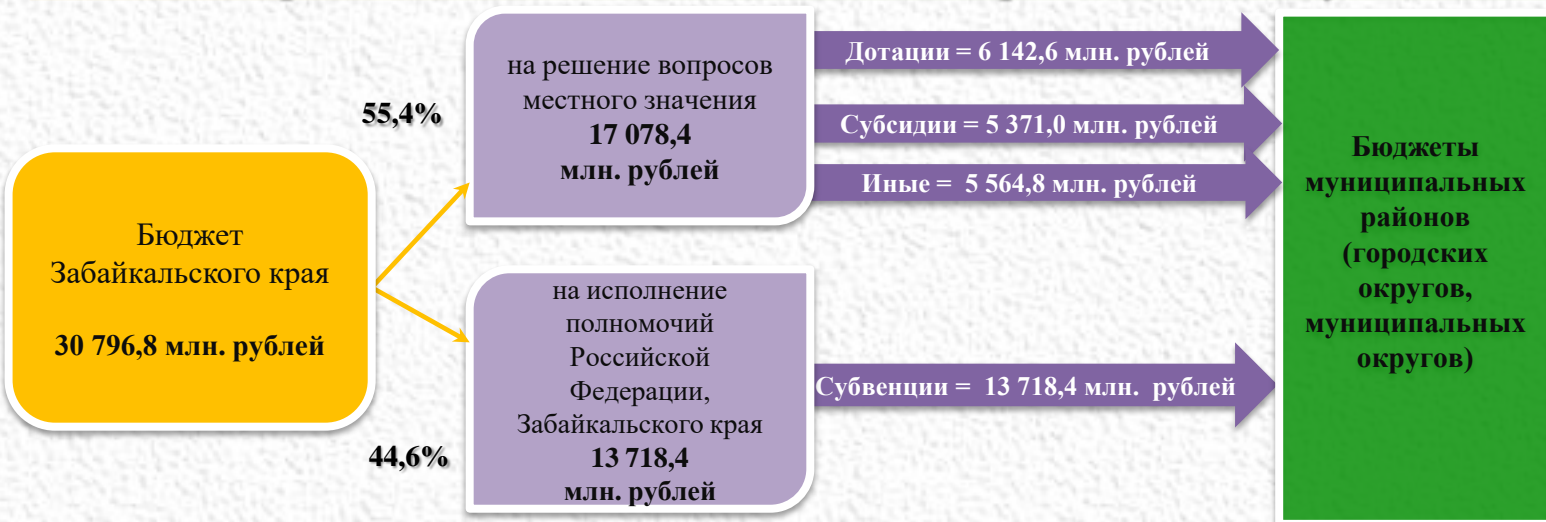 Бюджет
Забайкальского края
30 796,8 млн. рублей
55,4%
на решение вопросов
местного значения
17 078,4
млн. рублей
44,6%
на исполнение
полномочий
Российской
Федерации,
Забайкальского края
13 718,4
млн. рублей
Дотации = 6 142,6 млн. рублей
Субсидии = 5 371,0 млн. рублей
Иные = 5 564,8 млн. рублей
Субвенции = 13 718,4 млн. рублей
Бюджеты
муниципальных
районов
(городских
округов,
муниципальных
округов)